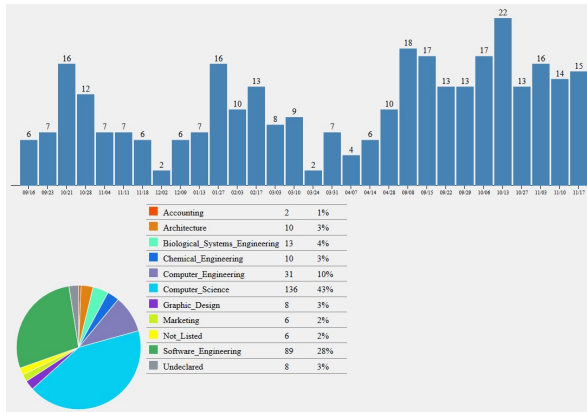 6 7 16 12 7 7 6 2 6 7 16 10 13 8 9 2 7 4 6 10 18 17 13 13 17 22 13 16 14 15
09/16 09/23 10/21 10/28 11/04 11/11 11/18 12/02 12/09 01/13 01/27 02/03 02/17 03/03 03/10 03/24 03/31 04/07 04/14 04/28 09/08 09/15 09/22 09/29 10/06 10/13 10/27 11/03 11/10 11/17
Accounting 2 1%
Architecture 10 3%
Biological_Systems_Engineering 13 4%
Chemical_Engineering 10 3%
Computer_Engineering 31 10%
Computer_Science 136 43%
Graphic_Design 8 3%
Marketing 6 2%
Not_Listed 6 2%
Software_Engineering 89 28%
Undeclared 8 3%